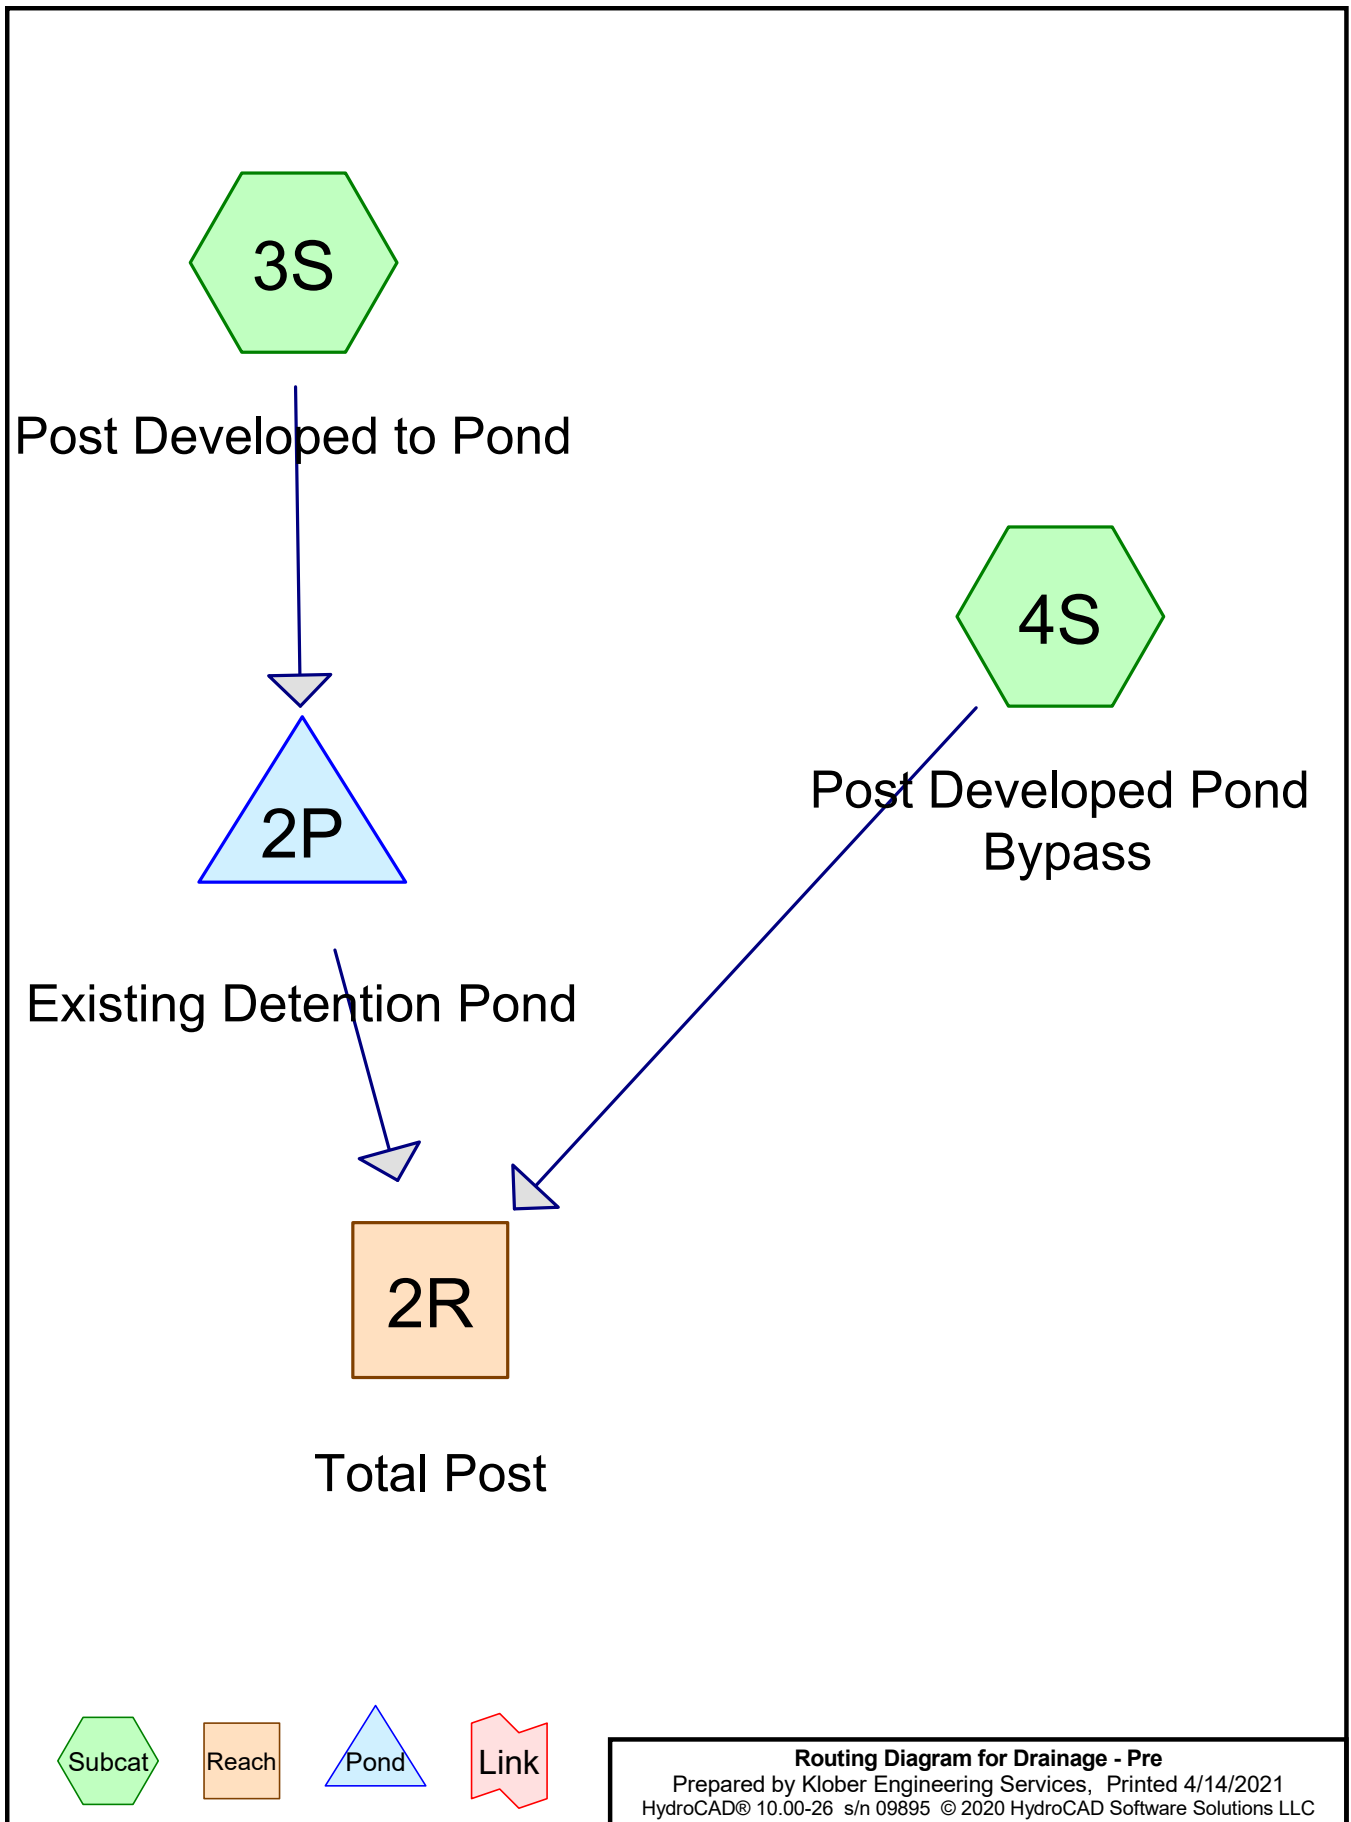 3S
Post Developed to Pond
4S
Post Developed Pond
Bypass
2P
Existing Detention Pond
2R
Total Post
Subcat
Reach
Pond
Link
Routing Diagram for Drainage - Pre
Prepared by Klober Engineering Services, Printed 4/14/2021
HydroCAD® 10.00-26 s/n 09895 © 2020 HydroCAD Software Solutions LLC